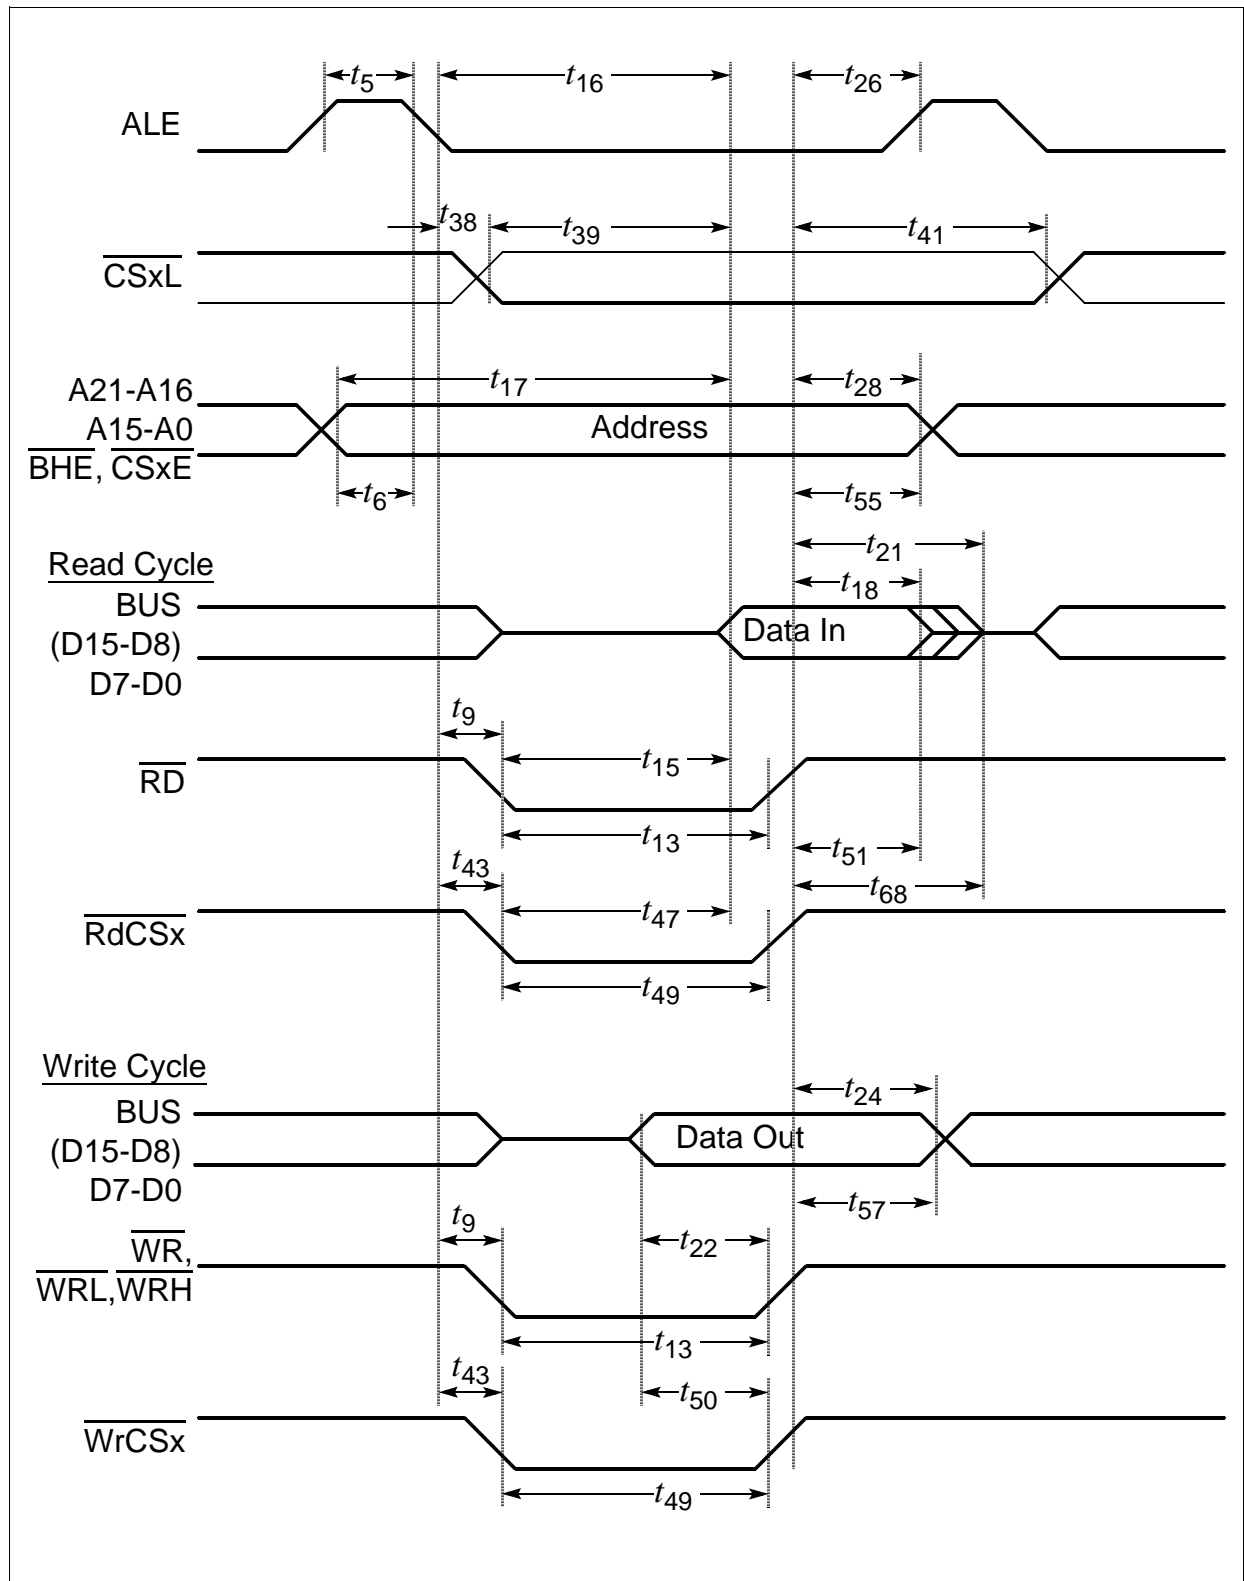 t5 t16 t26
ALE
t38 t39 t41
CSxL
t17 t28
A21-A16
A15-A0 Address
BHE, CSxE
t6 t55
t21
Read Cycle
t18
BUS
(D15-D8) Data In
D7-D0
t9
RD t15
t13 t51
t43 t68
RdCSx t47
t49
Write Cycle
t24
BUS
(D15-D8) Data Out
D7-D0
t57
t9 t22
WR,
WRL,WRH
t13
t43 t50
WrCSx
t49